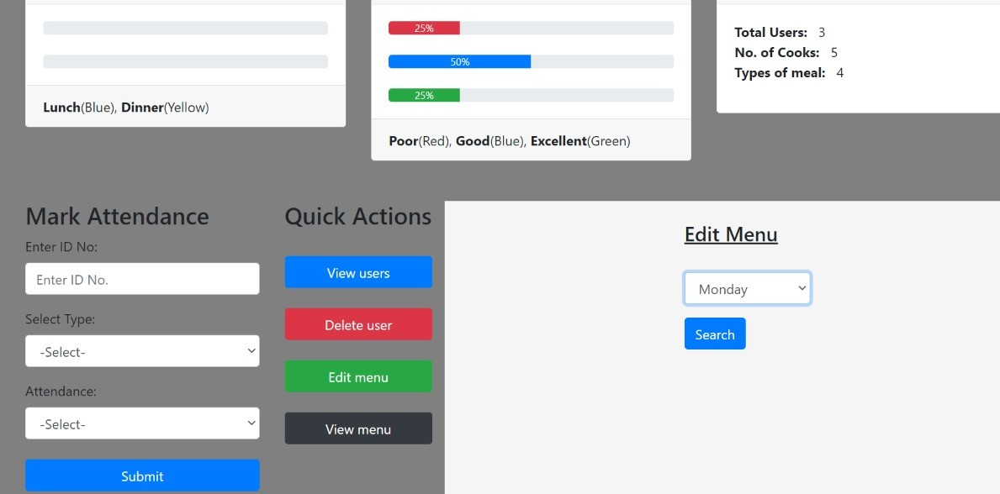 Lunch(Blue), Dinner(Yellow)
25%
50%
25%
Poor(Red), Good(Blue), Excellent(Green)
Total Users: 3
No. of Cooks: 5
Types of meal: 4
Mark Attendance
Enter ID No:
Enter ID No.
Select Type:
-Select-
Attendance:
-Select-
Submit
Quick Actions
View users
Delete user
Edit menu
View menu
Edit Menu
Monday
Search